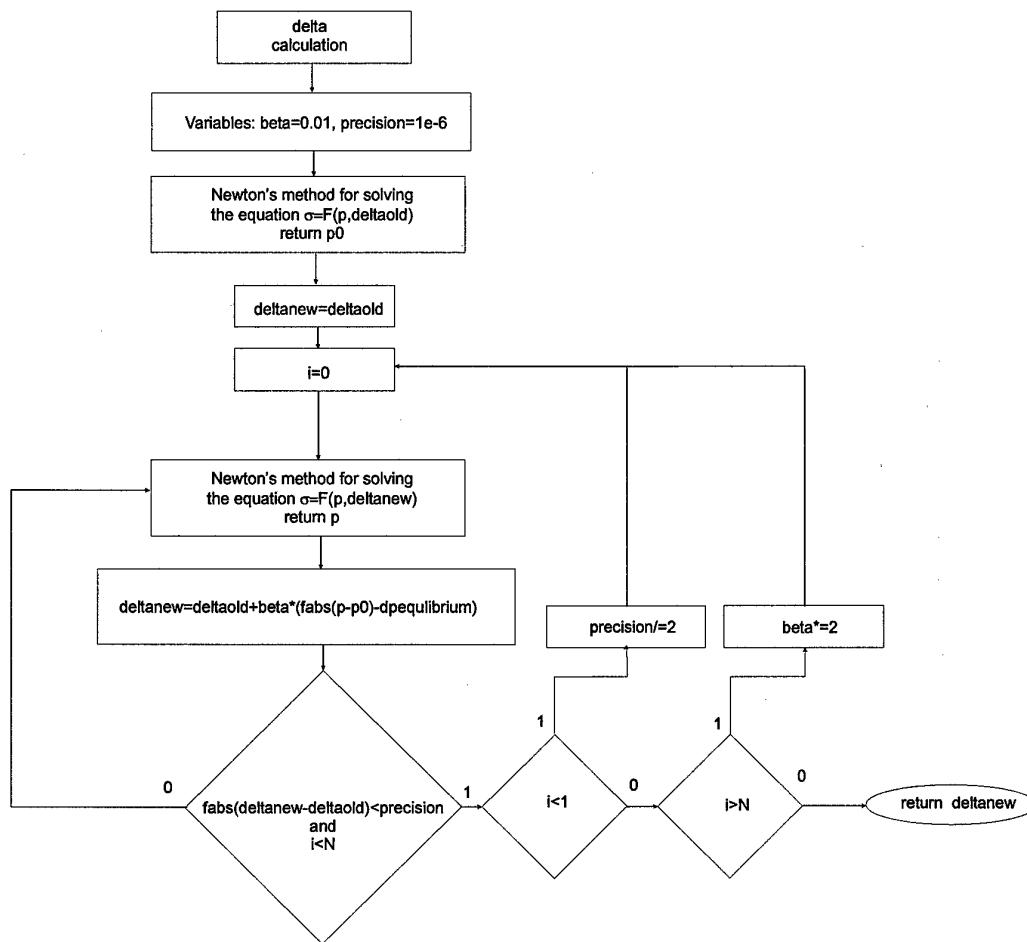 delta
calculation
Variables: beta=0.01, precision=1e-6
Newton's method for solving
the equation σ=F(p,deltaold)
return p0
deltanew=deltaold
i=0
Newton's method for solving
the equation σ=F(p,deltanew)
return p
deltanew=deltaold+beta*(fabs(p-p0)-dpequlibrium)
precision/=2
beta*=2
0
fabs(deltanew-deltaold)<precision
and
i<N
1
1
i<1
0
1
i>N
0
return deltanew